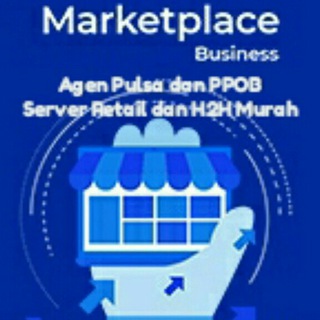 Marketplace
Business
Agen Pulsa dan PPOB
Server Retail dan H2H Murah